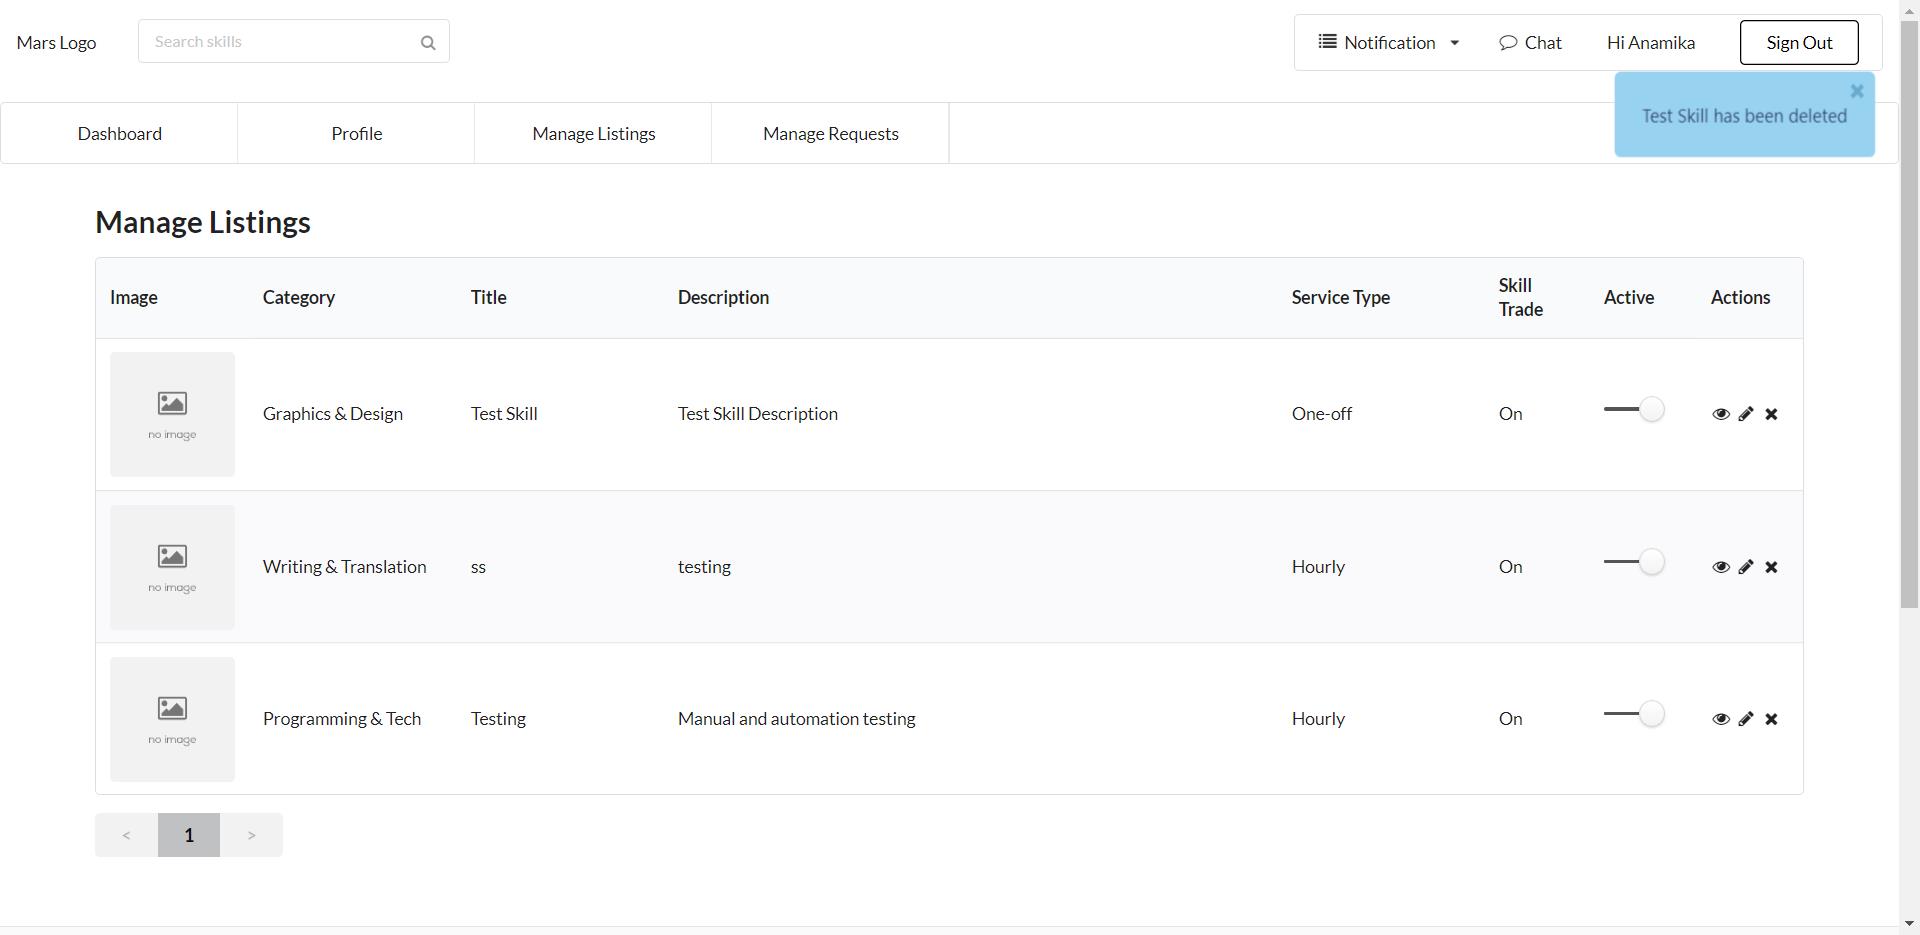 Mars Logo
Search skills
Notification
Chat
Hi Anamika
Sign Out
Test Skill has been deleted
Dashboard
Profile
Manage Listings
Manage Requests
Manage Listings
Image Category Title Description Service Type Skill Trade Active Actions
no image
Graphics & Design Test Skill Test Skill Description One-off On
no image
Writing & Translation ss testing Hourly On
no image
Programming & Tech Testing Manual and automation testing Hourly On
< 1 >